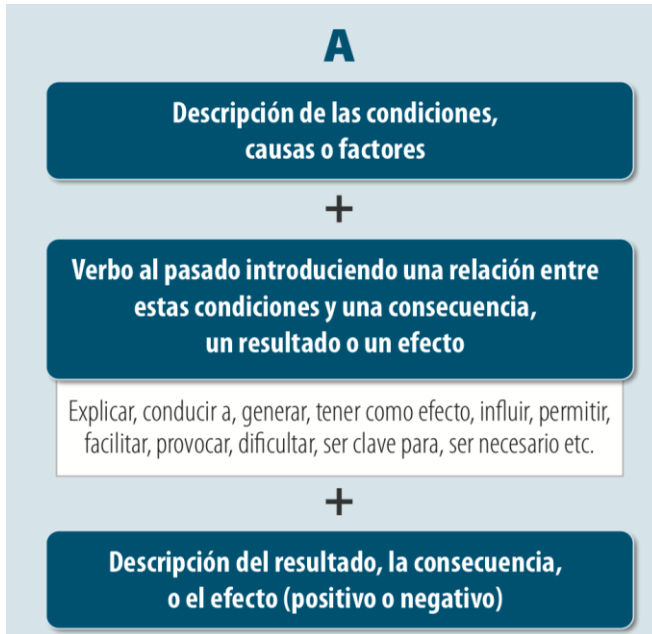 A
Descripción de las condiciones,
causas o factores
+
Verbo al pasado introduciendo una relación entre
estas condiciones y una consecuencia,
un resultado o un efecto
Explicar, conducir a, generar, tener como efecto, influir, permitir,
facilitar, provocar, dificultar, ser clave para, ser necesario etc.
+
Descripción del resultado, la consecuencia,
o el efecto (positivo o negativo)